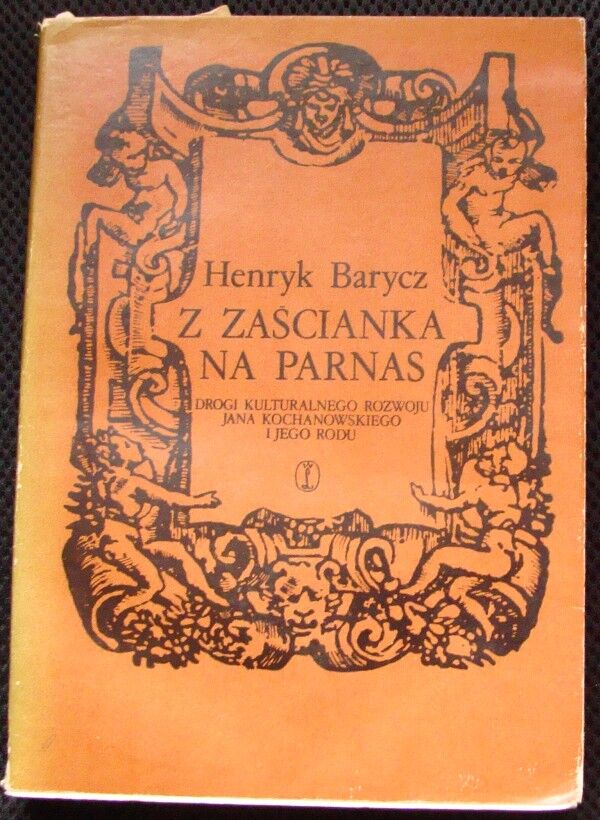 Henryk Barycz
Z ZAŚCIANKA
NA PARNAS
DROGI KULTURALNEGO ROZWOJU
JANA KOCHANOWSKIEGO
I JEGO RODU